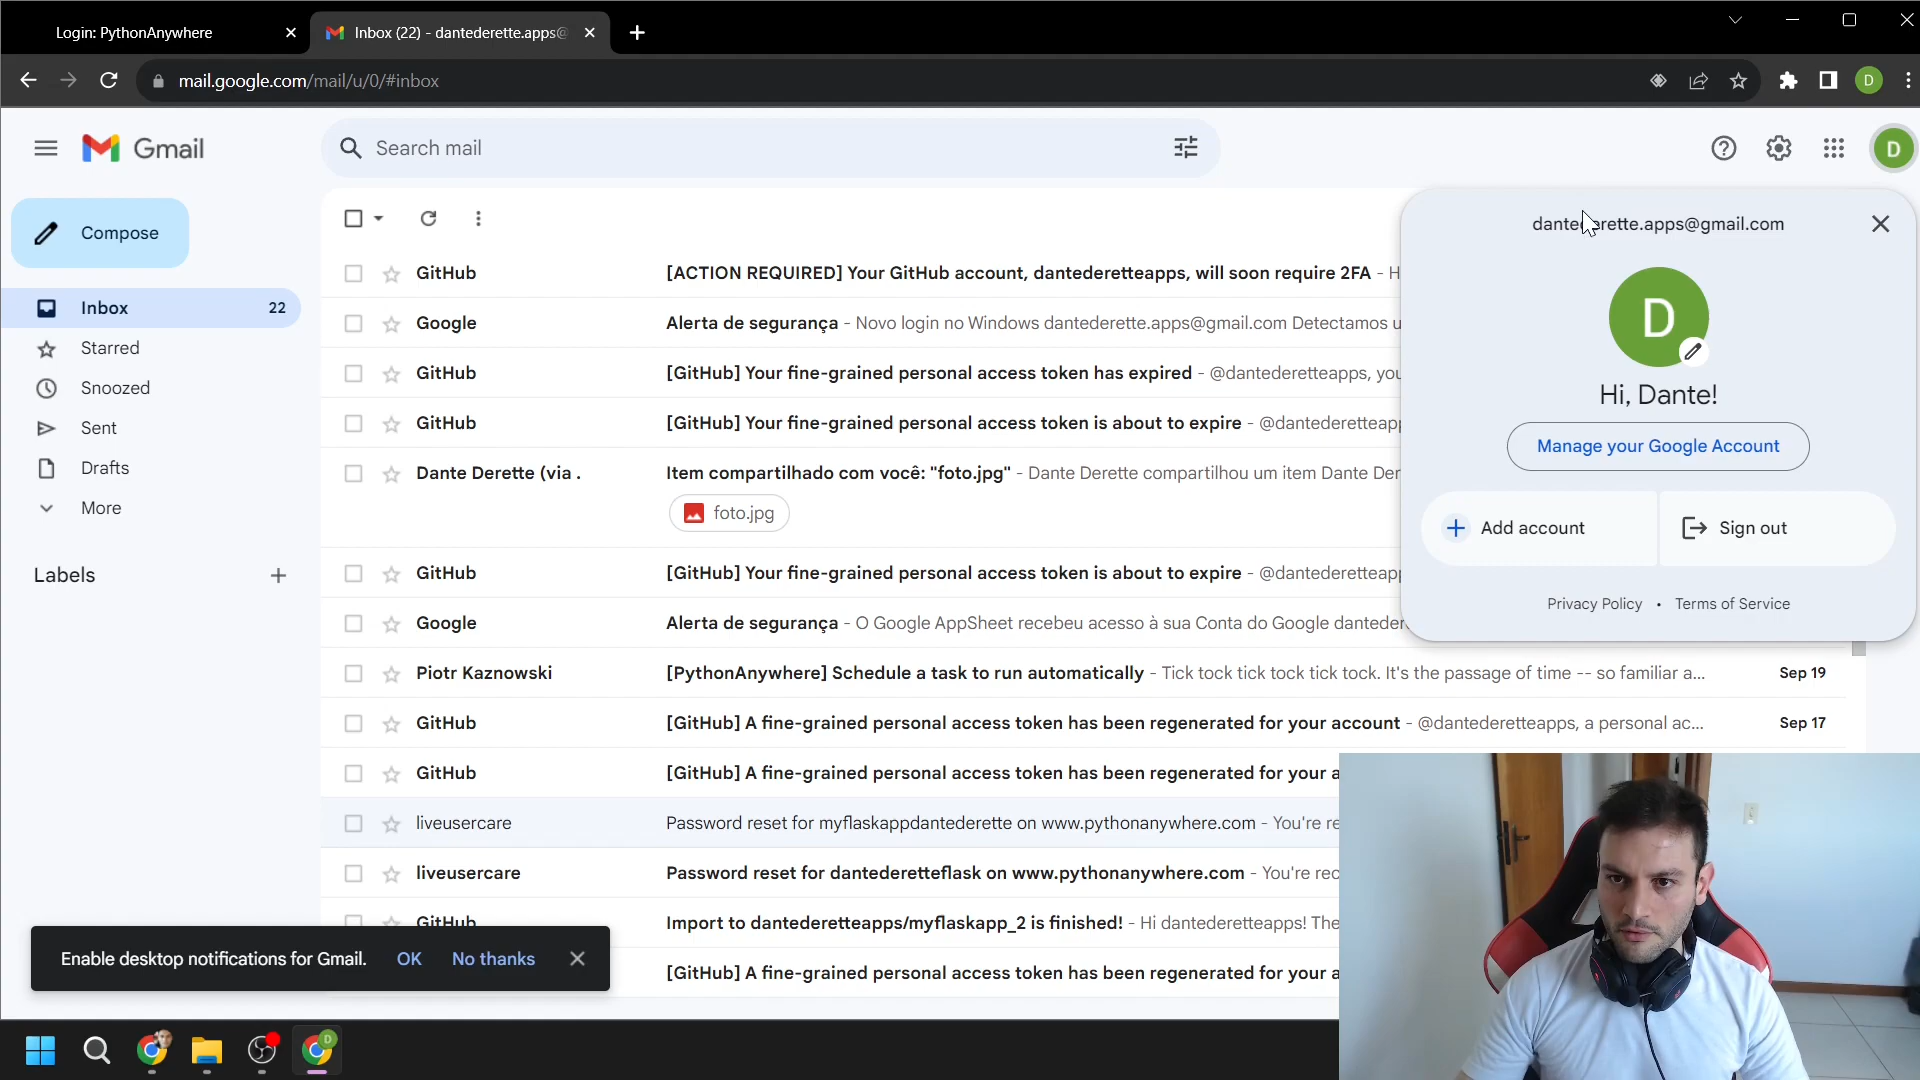 Login: PythonAnywhere
Inbox (22) - dantederette.apps@
mail.google.com/mail/u/0/#inbox
D
Gmail
Search mail
D
Compose
dantederette.apps@gmail.com
D
Hi, Dante!
Manage your Google Account
Add account
Sign out
Privacy Policy • Terms of Service
Inbox 22
Starred
Snoozed
Sent
Drafts
More
Labels
GitHub [ACTION REQUIRED] Your GitHub account, dantederetteapps, will soon require 2FA - H
Google Alerta de segurança - Novo login no Windows dantederette.apps@gmail.com Detectamos u
GitHub [GitHub] Your fine-grained personal access token has expired - @dantederetteapps, you
GitHub [GitHub] Your fine-grained personal access token is about to expire - @dantederetteapp
Dante Derette (via . Item compartilhado com você: "foto.jpg" - Dante Derette compartilhou um item Dante Der
foto.jpg
GitHub [GitHub] Your fine-grained personal access token is about to expire - @dantederetteapp
Google Alerta de segurança - O Google AppSheet recebeu acesso à sua Conta do Google danteder
Piotr Kaznowski [PythonAnywhere] Schedule a task to run automatically - Tick tock tick tock tick tock. It's the passage of time -- so familiar a... Sep 19
GitHub [GitHub] A fine-grained personal access token has been regenerated for your account - @dantederetteapps, a personal ac... Sep 17
GitHub [GitHub] A fine-grained personal access token has been regenerated for your a
liveusercare Password reset for myflaskappdantederette on www.pythonanywhere.com - You're re
liveusercare Password reset for dantederetteflask on www.pythonanywhere.com - You're rec
GitHub Import to dantederetteapps/myflaskapp_2 is finished! - Hi dantederetteapps! The
[GitHub] A fine-grained personal access token has been regenerated for your a
Enable desktop notifications for Gmail. OK No thanks
D